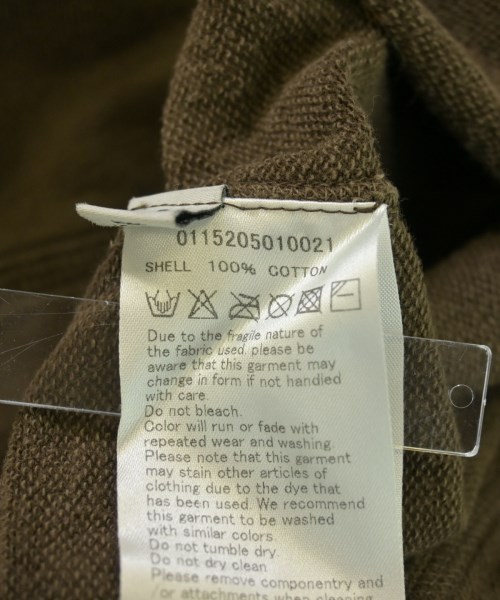 0115205010021
SHELL 100% COTTON
Due to the fragile nature of
the fabric used. please be
aware that this garment may
change in form if not handled
with care.
Do not bleach.
Color will run or fade with
repeated wear and washing.
Please note that this garment
may stain other articles of
clothing due to the dye that
has been used. We recommend
this garment to be washed
with similar colors.
Do not tumble dry.
Do not dry clean
Please remove componentry and
/or attachments when cleaning